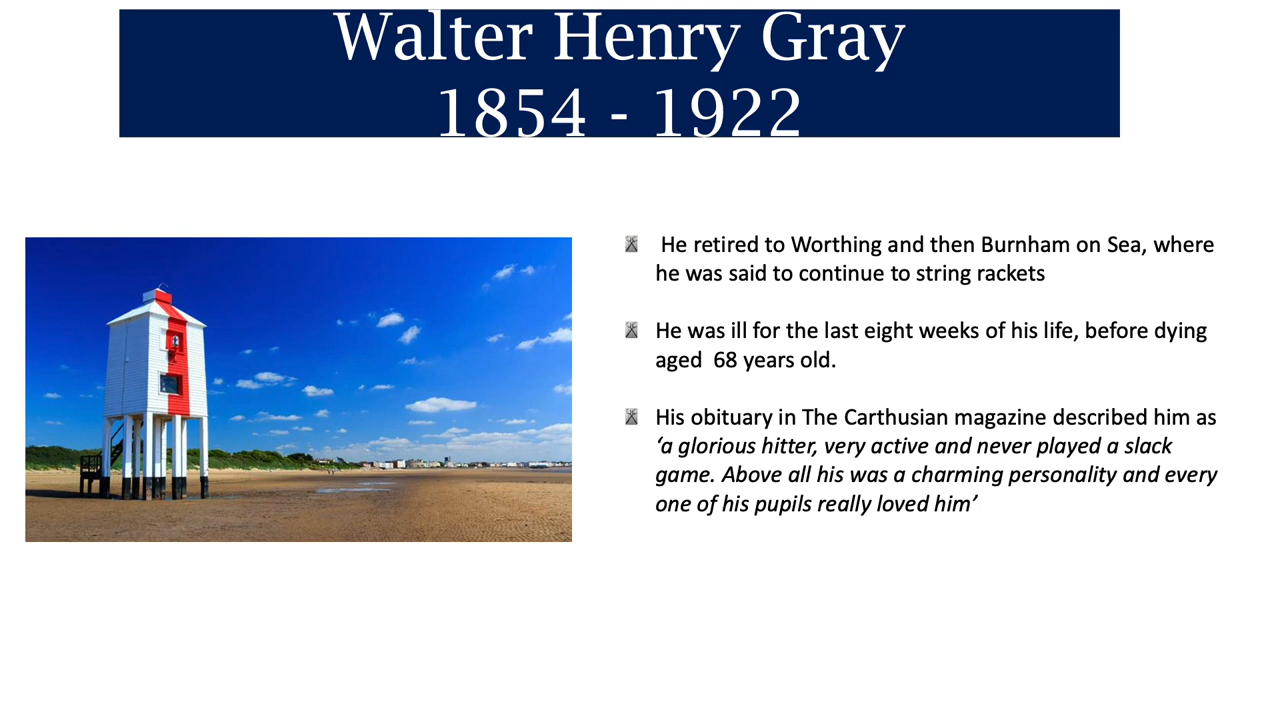 Walter Henry Gray
1854 - 1922
He retired to Worthing and then Burnham on Sea, where
he was said to continue to string rackets
He was ill for the last eight weeks of his life, before dying
aged  68 years old.
His obituary in The Carthusian magazine described him as
‘a glorious hitter, very active and never played a slack
game. Above all his was a charming personality and every
one of his pupils really loved him’